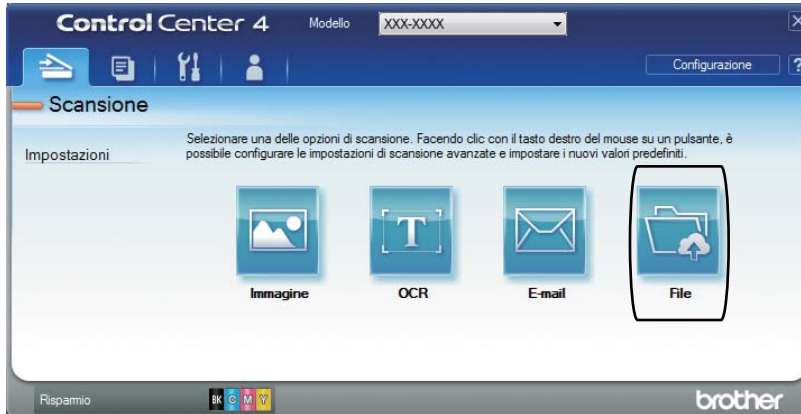 Control Center 4 Modello XXX-XXXX
Configurazione ?
Scansione
Impostazioni
Selezionare una delle opzioni di scansione. Facendo clic con il tasto destro del mouse su un pulsante, è
possibile configurare le impostazioni di scansione avanzate e impostare i nuovi valori predefiniti.
T
Immagine OCR E-mail File
Risparmio BK C M Y brother